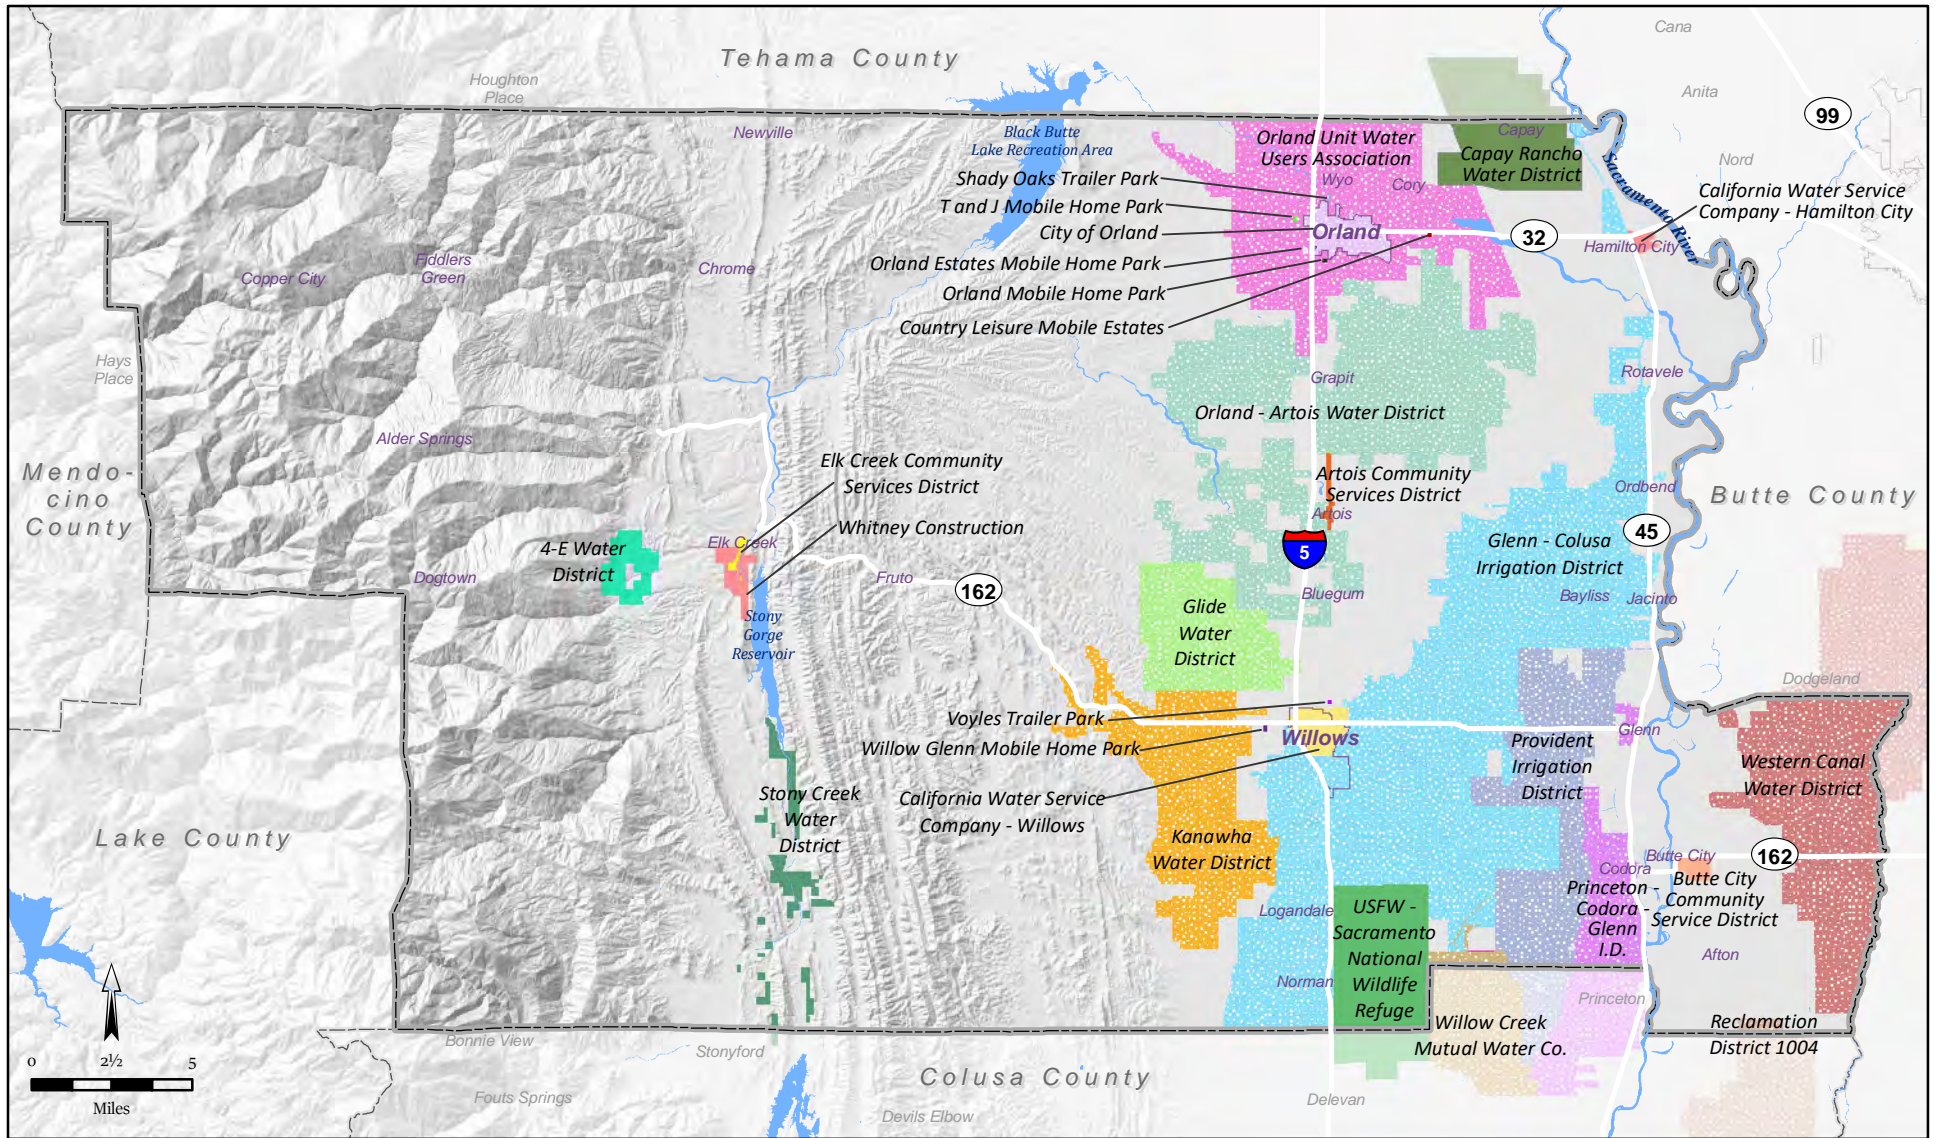 Cana
Tehama County
Houghton
Place
Anita
99
Newville
Black Butte
Lake Recreation Area
Orland Unit Water
Users Association
Capay
Capay Rancho
Water District
Nord
Sacramento River
Shady Oaks Trailer Park
Wyo
Cory
California Water Service
Company - Hamilton City
T and J Mobile Home Park
City of Orland
Orland
32
Hamilton City
Orland Estates Mobile Home Park
Fiddlers
Green
Copper City
Chrome
Orland Mobile Home Park
Country Leisure Mobile Estates
Hays
Place
Grapit
Rotavele
Orland - Artois Water District
Alder Springs
Mendo-
cino
County
Elk Creek Community
Services District
Artois Community
Services District
Ordbend
Butte County
Artois
Whitney Construction
45
4-E Water
District
Elk Creek
5
Glenn - Colusa
Irrigation District
Dogtown
Fruto
162
Bluegum
Bayliss
Jacinto
Glide
Water
District
Stony
Gorge
Reservoir
Dodgeland
Voyles Trailer Park
Willow Glenn Mobile Home Park
Willows
Glenn
Provident
Irrigation
District
Western Canal
Water District
Stony Creek
Water
District
California Water Service
Company - Willows
Lake County
Kanawha
Water District
Butte City
162
Codora
Butte City
Community
Service District
Princeton -
Codora -
Glenn
I.D.
Logandale
USFW -
Sacramento
National
Wildlife
Refuge
Afton
Norman
Princeton
Willow Creek
Mutual Water Co.
Reclamation
District 1004
Bonnie View
Stonyford
0
2½
5
Miles
Colusa County
Fouts Springs
Devils Elbow
Delevan